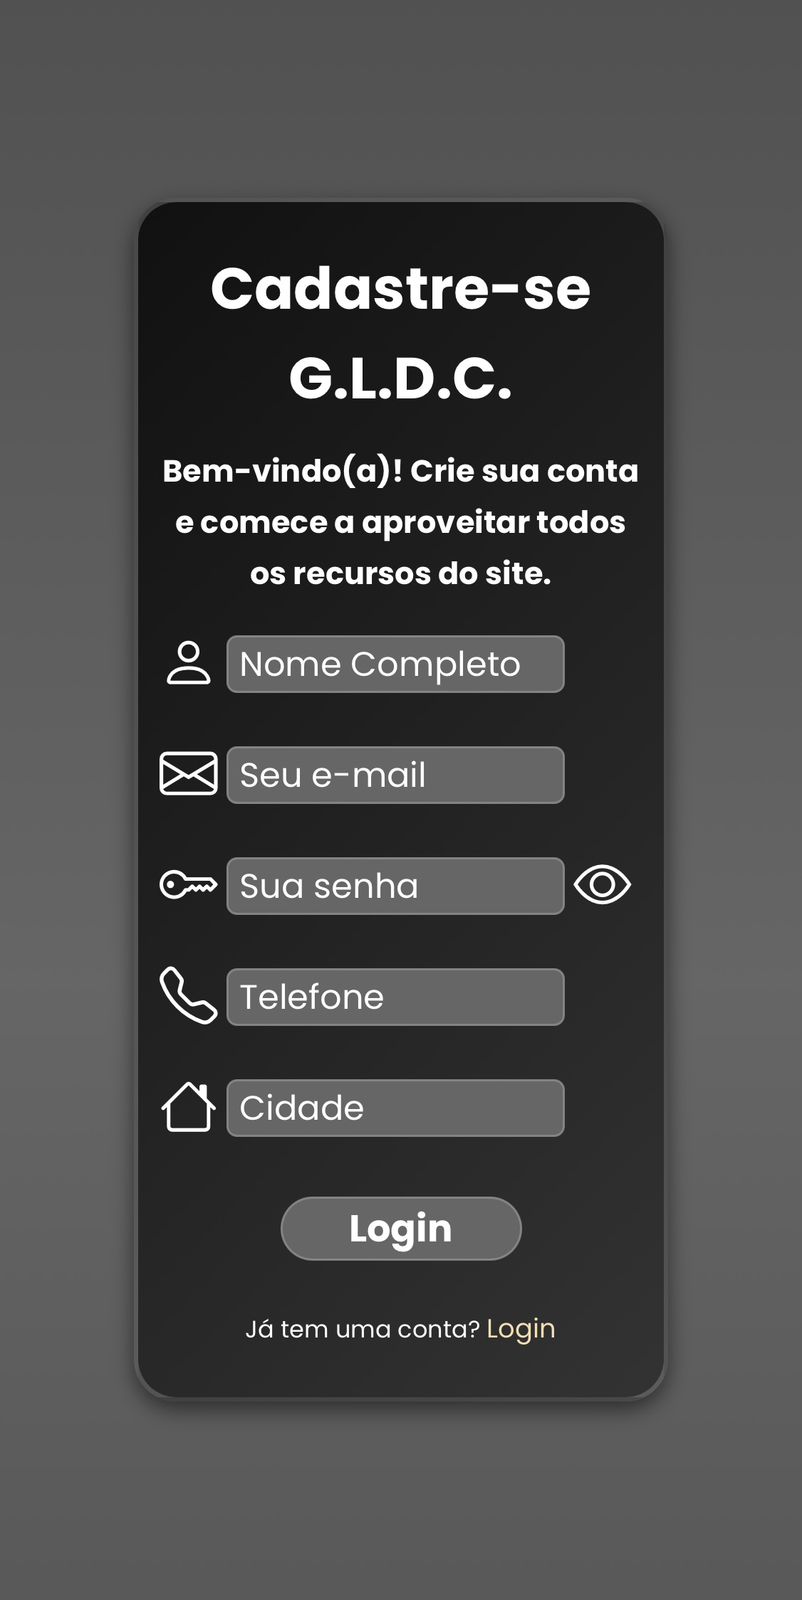 Cadastre-se
G.L.D.C.
Bem-vindo(a)! Crie sua conta
e comece a aproveitar todos
os recursos do site.
Nome Completo
Seu e-mail
Sua senha
Telefone
Cidade
Login
Já tem uma conta? Login